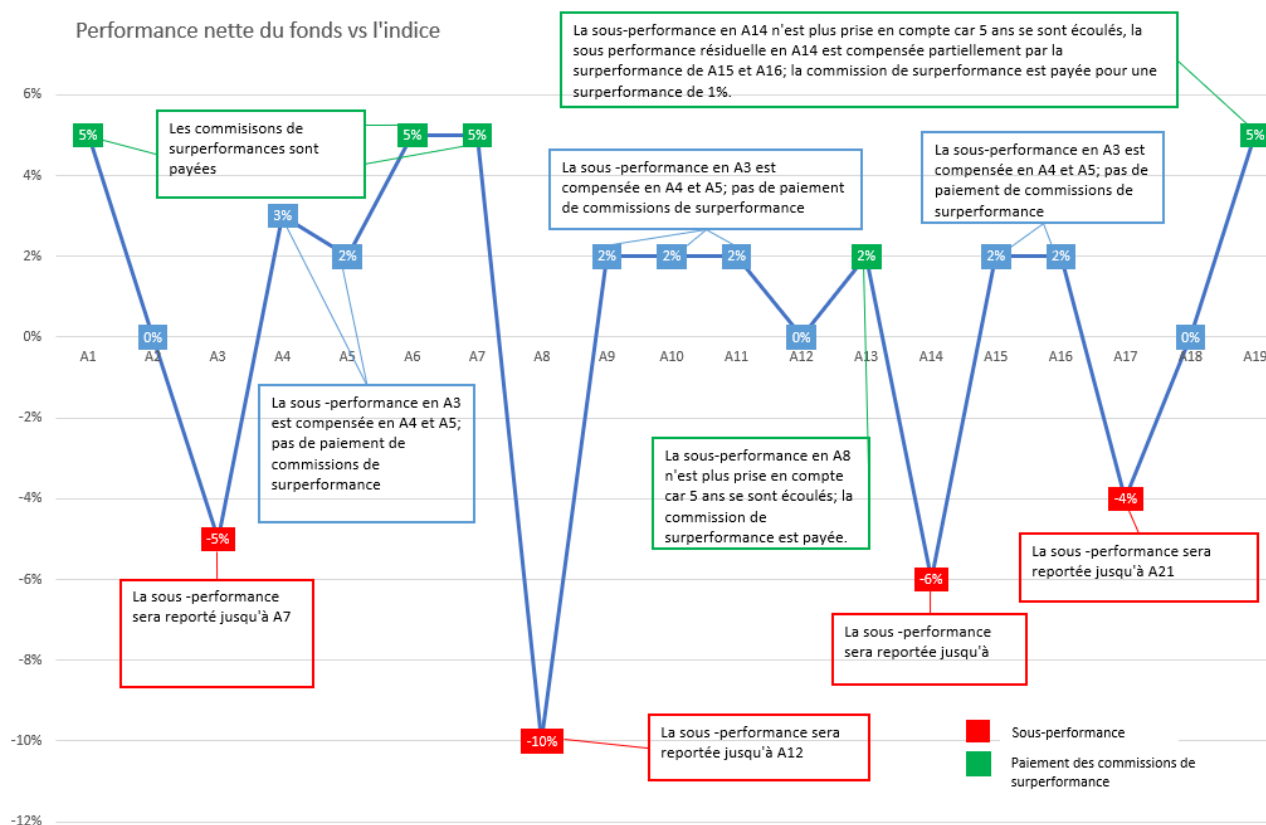 Performance nette du fonds vs l'indice
La sous-performance en A14 n'est plus prise en compte car 5 ans se sont écoulés, la
sous performance résiduelle en A14 est compensée partiellement par la
surperformance de A15 et A16; la commission de surperformance est payée pour une
surperformance de 1%.
6%
5%
Les commisisons de
surperformances sont
payées
5%
5%
5%
La sous -performance en A3 est
compensée en A4 et A5; pas de paiement
de commissions de surperformance
La sous-performance en A3 est
compensée en A4 et A5; pas de
paiement de commissions de
surperformance
4%
3%
2%
2%
2%
2%
2%
2%
2%
2%
0%
0%
0%
0%
A1
A2
A3
A4
A5
A6
A7
A8
A9
A10
A11
A12
A13
A14
A15
A16
A17
A18
A19
-2%
La sous -performance en A3
est compensée en A4 et A5;
pas de paiement de
commissions de
surperformance
La sous-performance en A8
n'est plus prise en compte
car 5 ans se sont écoulés; la
commission de
surperformance est payée.
-4%
-4%
-5%
La sous -performance sera
reportée jusqu'à A21
-6%
-6%
La sous -performance
sera reporté jusqu'à A7
La sous -performance
sera reportée jusqu'à
-8%
-10%
-10%
La sous -performance sera
reportée jusqu'à A12
Sous-performance
Paiement des commissions de
surperformance
-12%